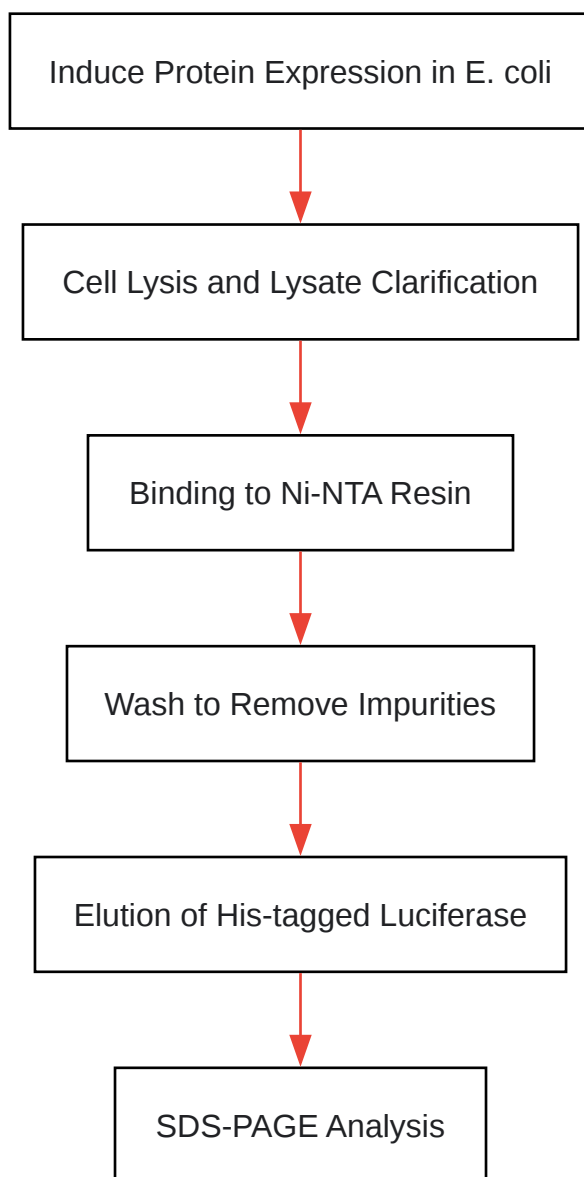 Induce Protein Expression in E. coli
Cell Lysis and Lysate Clarification
Binding to Ni-NTA Resin
Wash to Remove Impurities
Elution of His-tagged Luciferase
SDS-PAGE Analysis